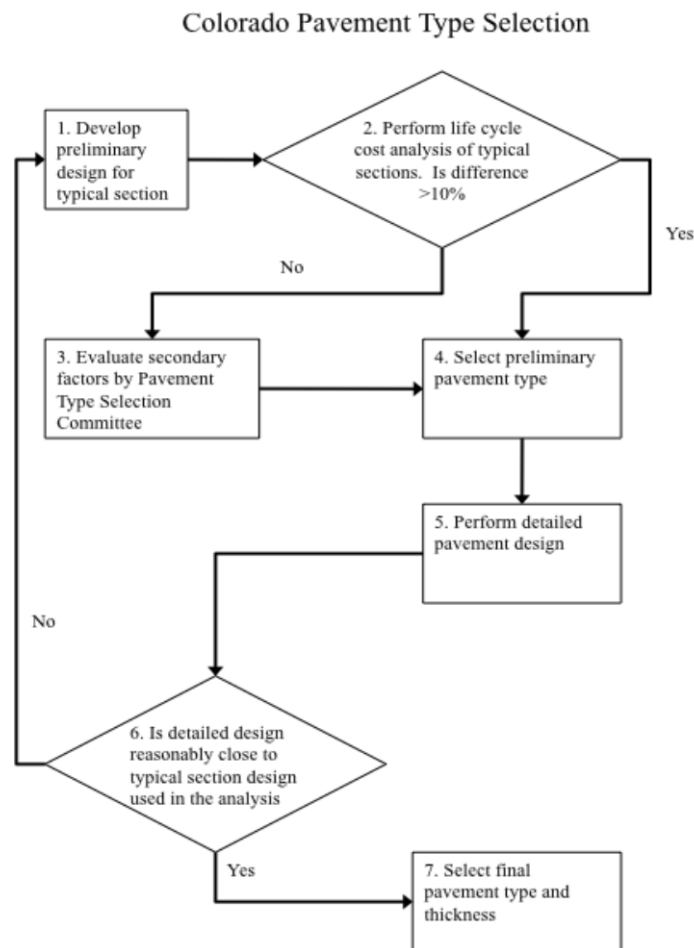 Colorado Pavement Type Selection
1. Develop
preliminary
design for
typical section
2. Perform life cycle
cost analysis of typical
sections.  Is difference
>10%
Yes
No
3. Evaluate secondary
factors by Pavement
Type Selection
Committee
4. Select preliminary
pavement type
5. Perform detailed
pavement design
No
6. Is detailed design
reasonably close to
typical section design
used in the analysis
Yes
7. Select final
pavement type and
thickness